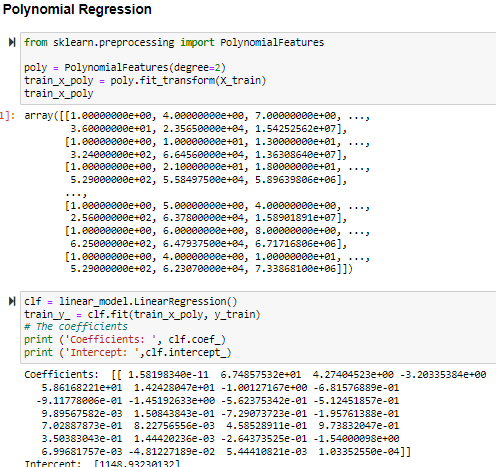 Polynomial Regression
from sklearn.preprocessing import PolynomialFeatures
poly = PolynomialFeatures(degree=2)
train_x_poly = poly.fit_transform(X_train)
train_x_poly
1]: array([[1.00000000e+00, 4.00000000e+00, 7.00000000e+00, ...,
3.60000000e+01, 2.35650000e+04, 1.54252562e+07],
[1.00000000e+00, 1.00000000e+01, 1.30000000e+01, ...,
3.24000000e+02, 6.64560000e+04, 1.36308640e+07],
[1.00000000e+00, 2.10000000e+01, 1.80000000e+01, ...,
5.29000000e+02, 5.58497500e+04, 5.89639806e+06],
...,
[1.00000000e+00, 5.00000000e+00, 4.00000000e+00, ...,
2.56000000e+02, 6.37800000e+04, 1.58901891e+07],
[1.00000000e+00, 6.00000000e+00, 8.00000000e+00, ...,
6.25000000e+02, 6.47937500e+04, 6.71716806e+06],
[1.00000000e+00, 4.00000000e+00, 1.00000000e+01, ...,
5.29000000e+02, 6.23070000e+04, 7.33868100e+06]])
clf = linear_model.LinearRegression()
train_y_ = clf.fit(train_x_poly, y_train)
# The coefficients
print ('Coefficients: ', clf.coef_)
print ('Intercept: ',clf.intercept_)
Coefficients:  [[ 1.58198340e-11  6.74857532e+01  4.27404523e+00 -3.20335384e+00
5.86168221e+01  1.42428047e+01 -1.00127167e+00 -6.81576889e-01
-9.11778006e-01 -1.45192633e+00 -5.62375342e-01 -5.12451857e-01
9.89567582e-03  1.50843843e-01 -7.29073723e-01 -1.95761388e-01
7.02887873e-01  8.22756556e-03  4.58528911e-01  9.73832047e-01
3.50383043e-01  1.44420236e-03 -2.64373525e-01 -1.54000098e+00
6.99681757e-03 -4.81227189e-02  5.44410821e-03  1.03352550e-04]]
Intercept:  [1148.93230132]